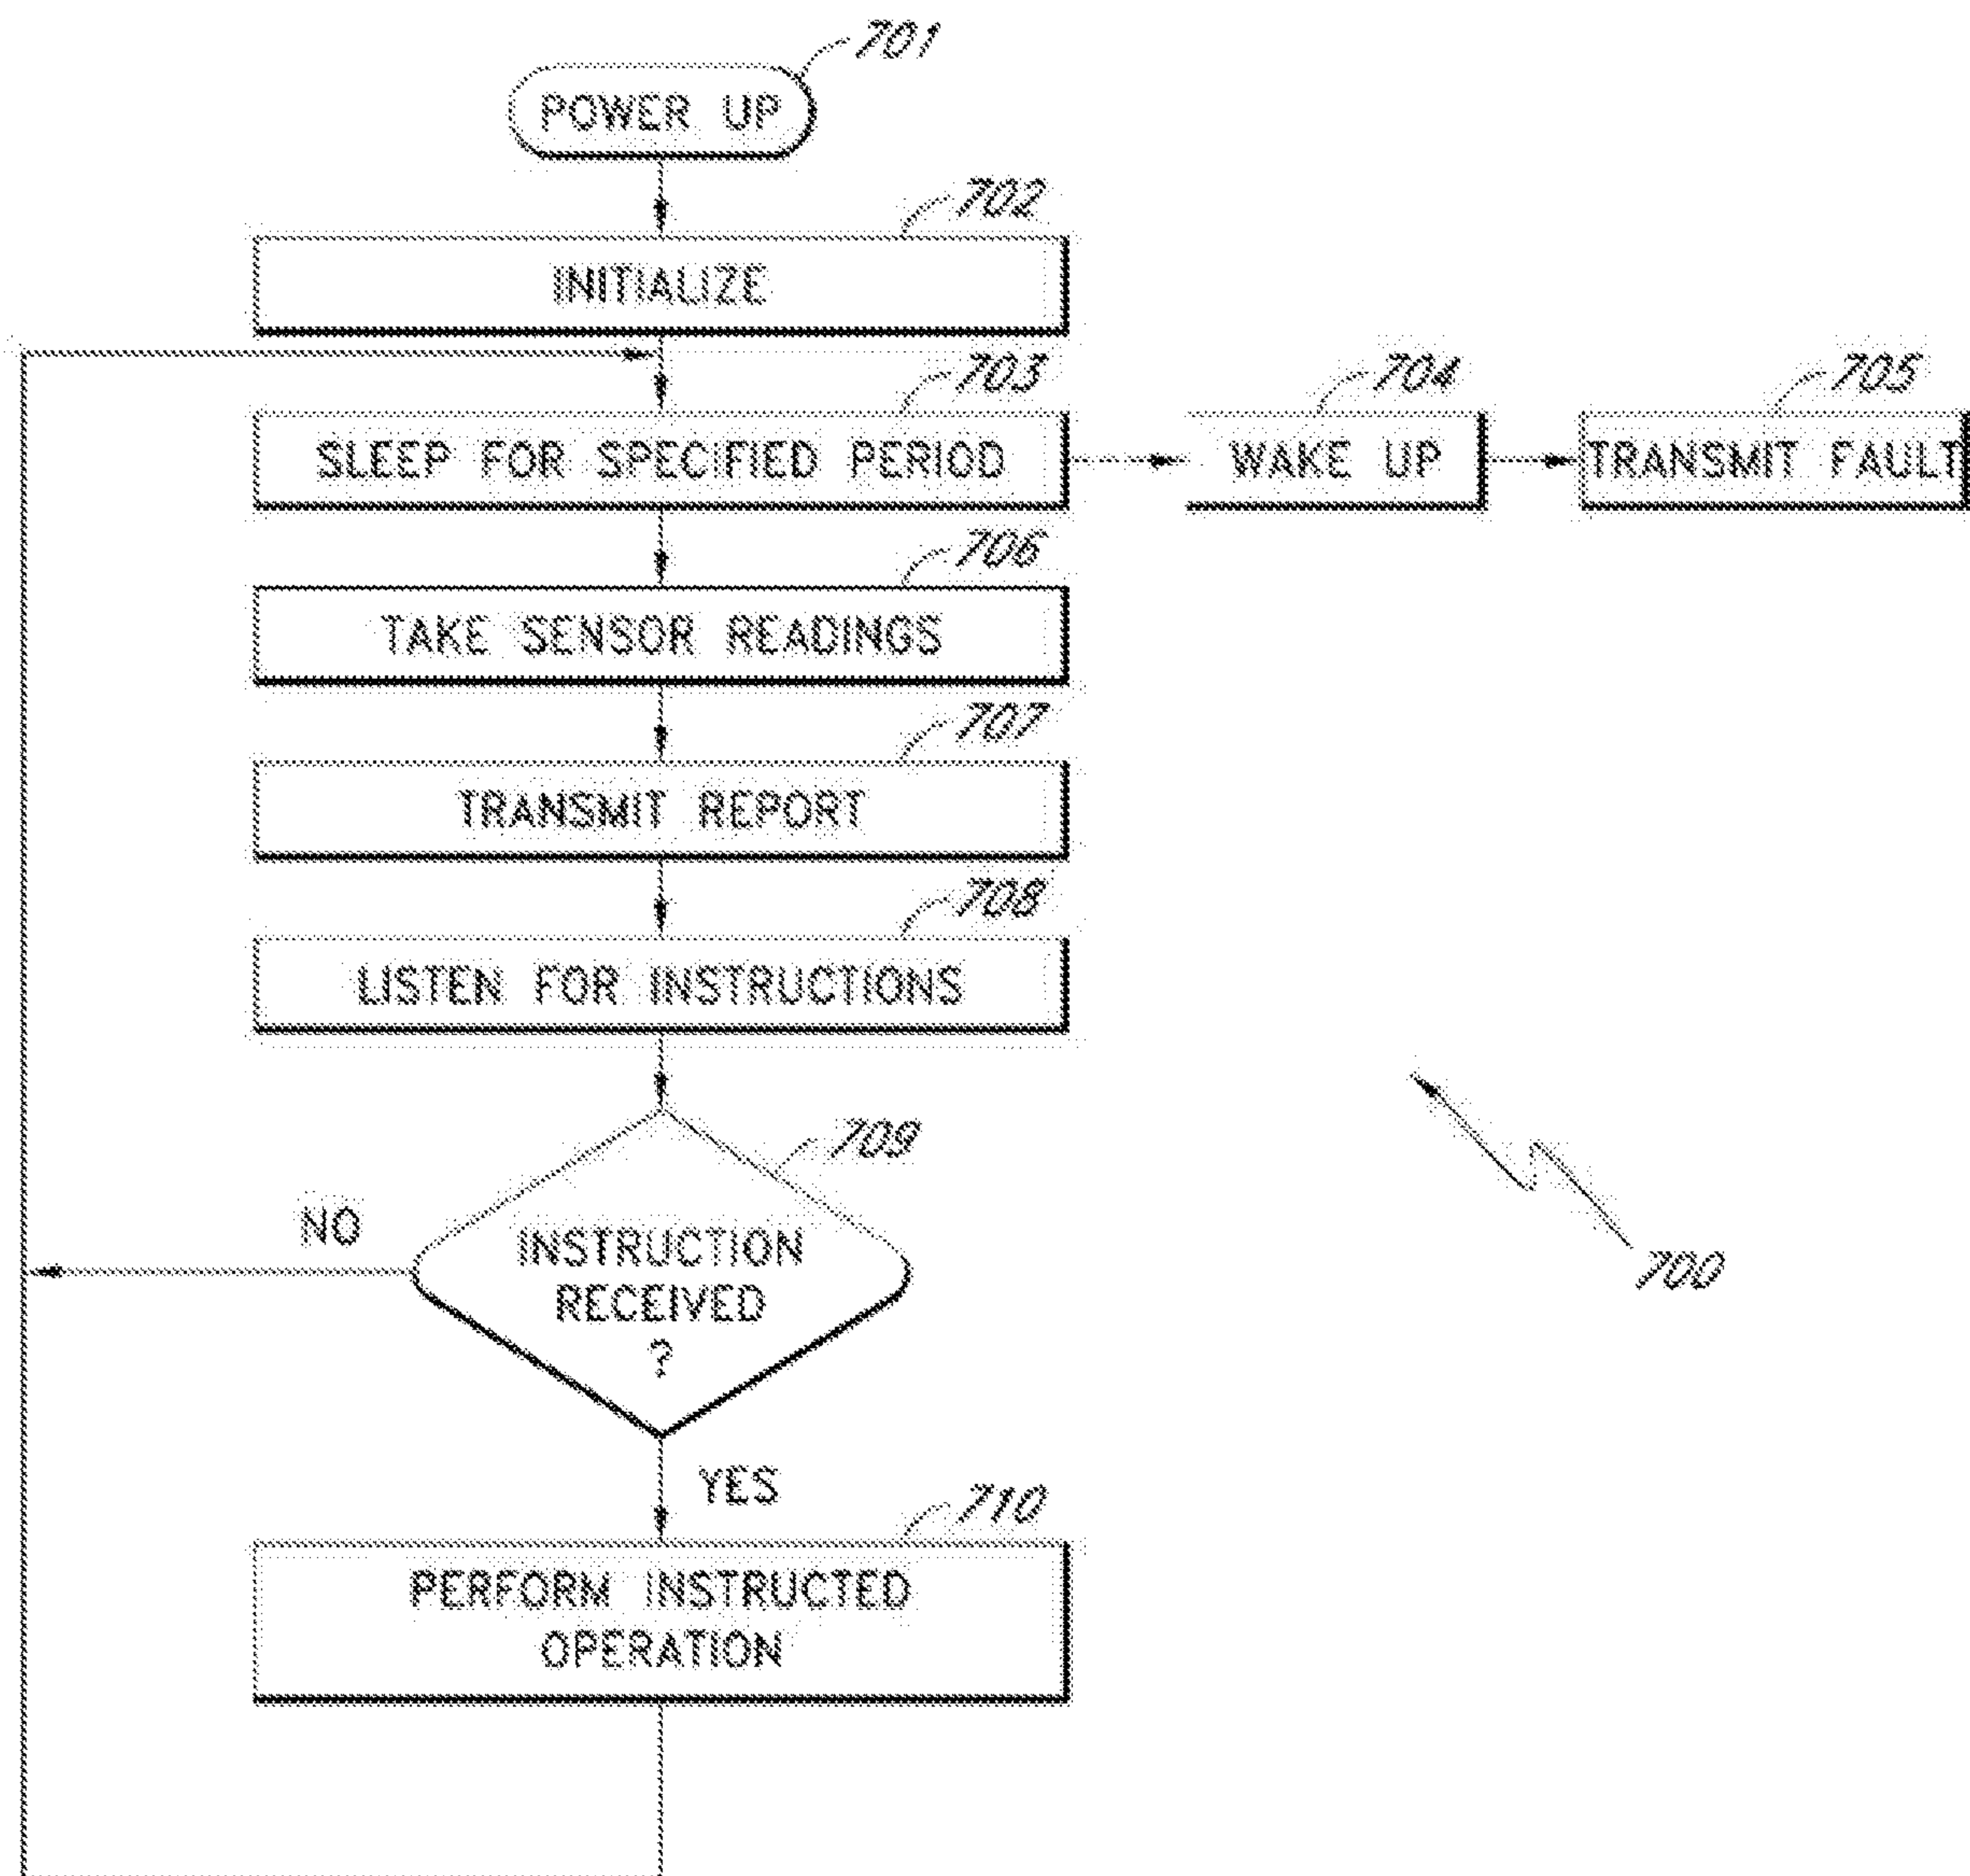 701
POWER UP
702
INITIALIZE
703
SLEEP FOR SPECIFIED PERIOD
704
WAKE UP
705
TRANSMIT FAULT
706
TAKE SENSOR READINGS
707
TRANSMIT REPORT
708
LISTEN FOR INSTRUCTIONS
709
INSTRUCTION
RECEIVED
?
NO
YES
700
710
PERFORM INSTRUCTED
OPERATION